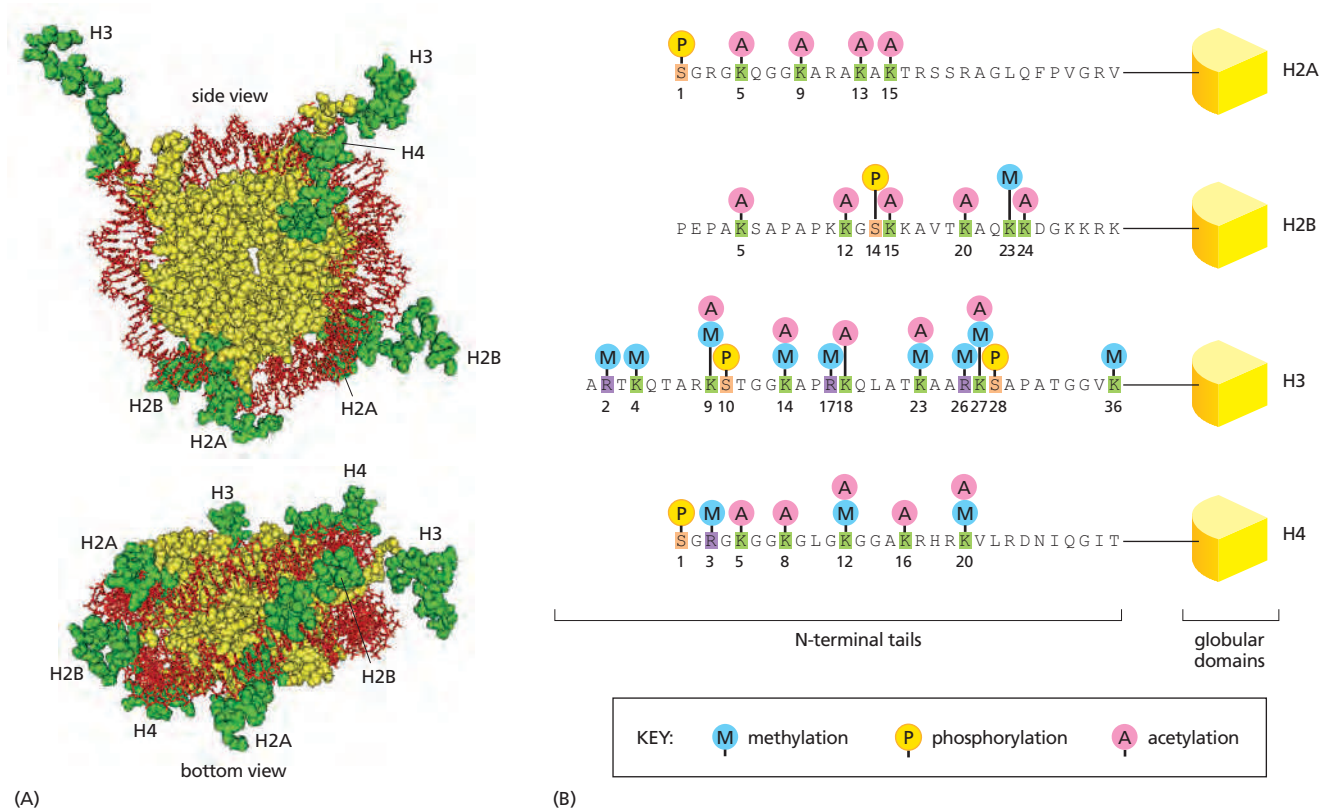 H3
H3
side view
H4
H2B
H2B
H2A
H2A
H4
H3
H3
H2A
H2B
H2B
H4
H2A
bottom view
(A)
P A A A A
SGRGKQGGKARAKAKTRSSRAGLQFPVGRV H2A
1 5 9 13 15
P M
A A A A A
PEPAKSAPAPKKGSKKAVTKAQKKDGKKRK H2B
5 12 14 15 20 23 24
A A A A A
M M M P M M M M M P M
ARTKQTARKSTGGKAPRKQLATKAARKSAPATGGVK H3
2 4 9 10 14 17 18 23 26 27 28 36
A A
P M A A M A M
SGRGKGGKGLGKGGAKRHRKVLRDNIQGIT H4
1 3 5 8 12 16 20
N-terminal tails globular
domains
KEY: M methylation P phosphorylation A acetylation
(B)